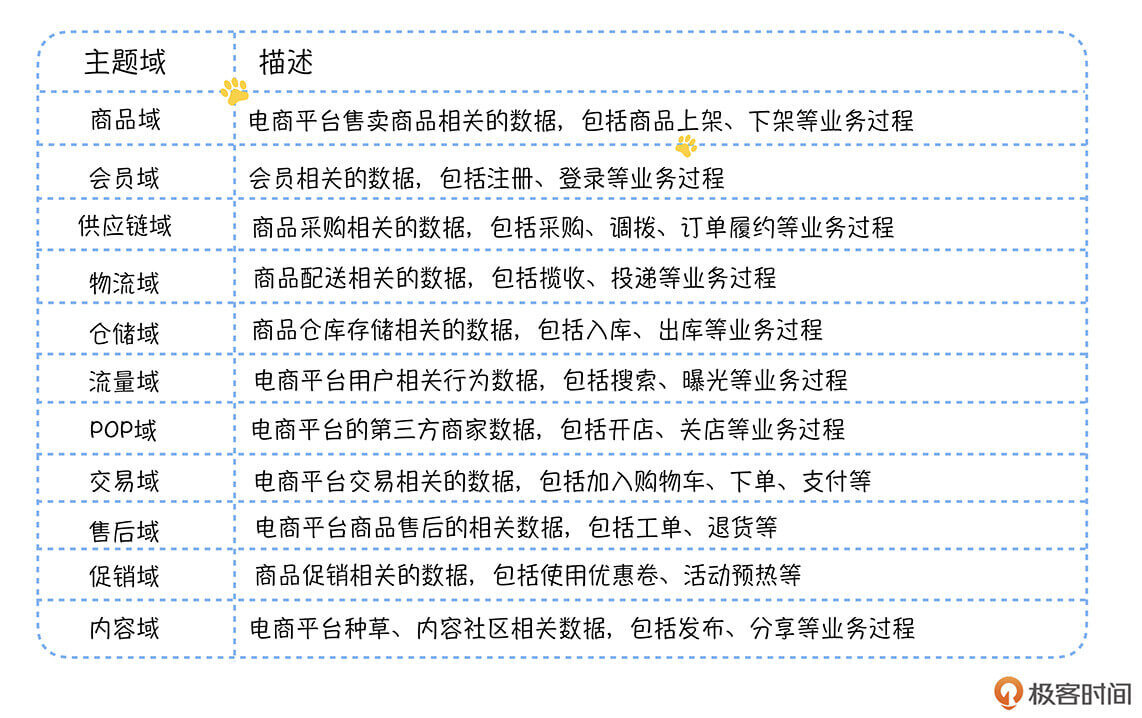 主题域 描述
商品域 电商平台售卖商品相关的数据，包括商品上架、下架等业务过程
会员域 会员相关的数据，包括注册、登录等业务过程
供应链域 商品采购相关的数据，包括采购、调拨、订单履约等业务过程
物流域 商品配送相关的数据，包括揽收、投递等业务过程
仓储域 商品仓库存储相关的数据，包括入库、出库等业务过程
流量域 电商平台用户相关行为数据，包括搜索、曝光等业务过程
POP域 电商平台的第三方商家数据，包括开店、关店等业务过程
交易域 电商平台交易相关的数据，包括加入购物车、下单、支付等
售后域 电商平台商品售后的相关数据，包括工单、退货等
促销域 商品促销相关的数据，包括使用优惠卷、活动预热等
内容域 电商平台种草、内容社区相关数据，包括发布、分享等业务过程
极客时间